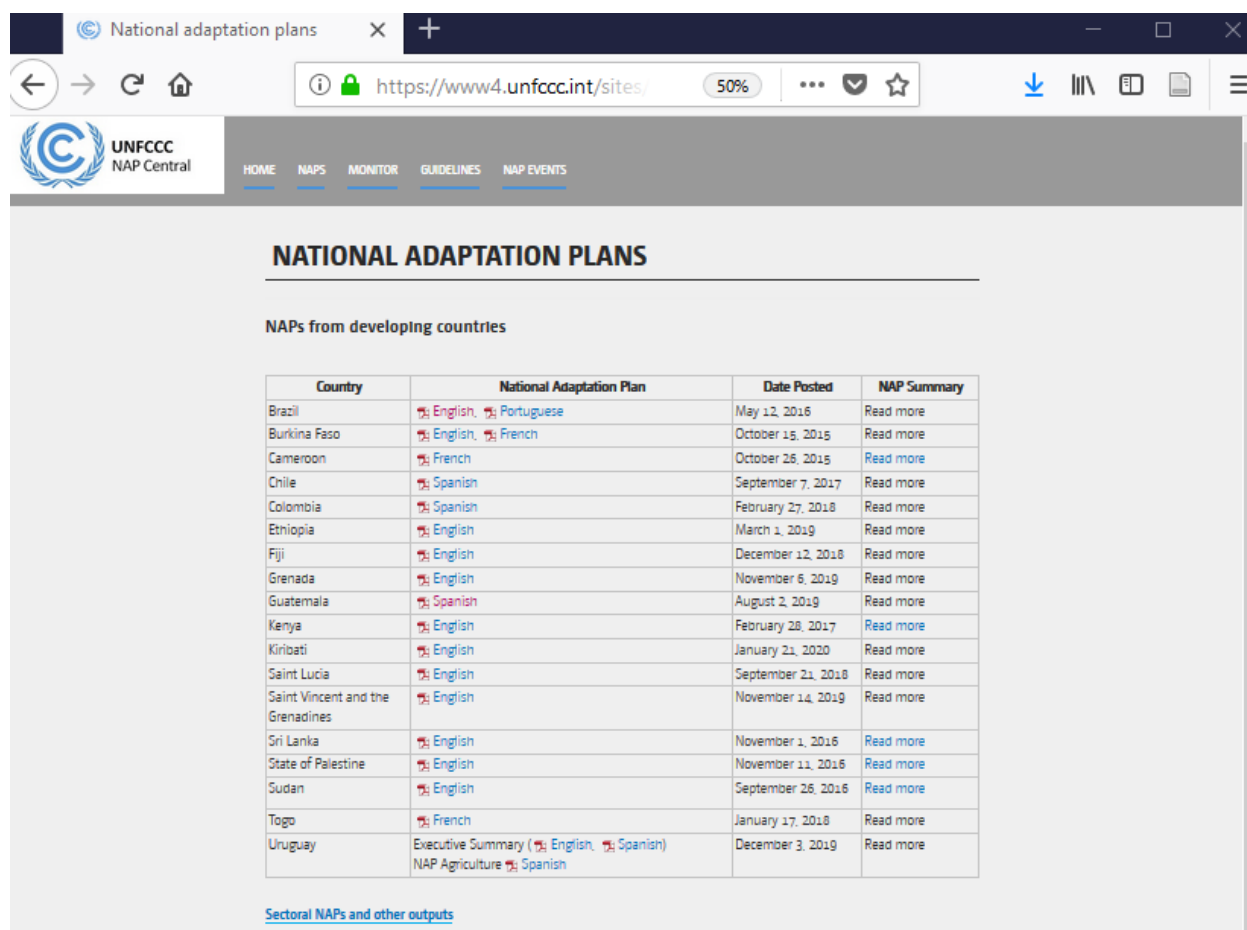 National adaptation plans
https://www4.unfccc.int/sites/
50%
UNFCCC
NAP Central
HOME NAPS MONITOR GUIDELINES NAP EVENTS
NATIONAL ADAPTATION PLANS
NAPs from developing countries
Country National Adaptation Plan Date Posted NAP Summary
Brazil English, Portuguese May 12, 2016 Read more
Burkina Faso English, French October 15, 2015 Read more
Cameroon French October 26, 2015 Read more
Chile Spanish September 7, 2017 Read more
Colombia Spanish February 27, 2018 Read more
Ethiopia English March 1, 2019 Read more
Fiji English December 12, 2018 Read more
Grenada English November 6, 2019 Read more
Guatemala Spanish August 2, 2019 Read more
Kenya English February 28, 2017 Read more
Kiribati English January 21, 2020 Read more
Saint Lucia English September 21, 2018 Read more
Saint Vincent and the English November 14, 2019 Read more
Grenadines
Sri Lanka English November 1, 2016 Read more
State of Palestine English November 11, 2016 Read more
Sudan English September 26, 2016 Read more
Togo French January 17, 2018 Read more
Uruguay Executive Summary ( English, Spanish) December 3, 2019 Read more
NAP Agriculture Spanish
Sectoral NAPs and other outputs